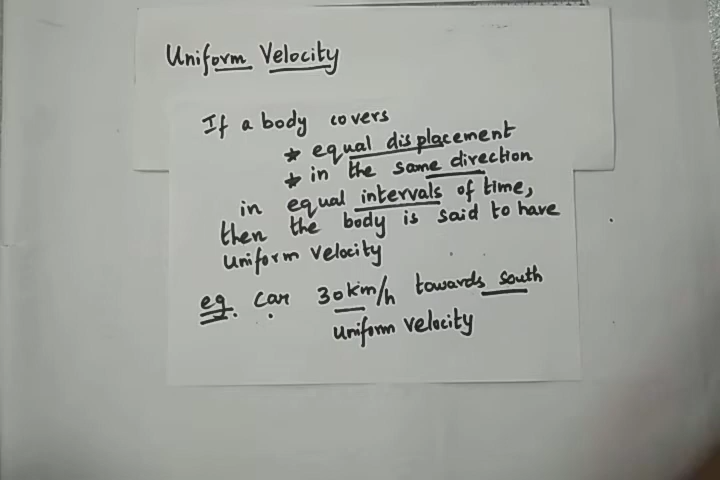 Uniform Velocity
If a body covers
* equal displacement
* in the same direction
in equal intervals of time,
then the body is said to have
uniform velocity
eg. Car 30km/h towards south
uniform velocity